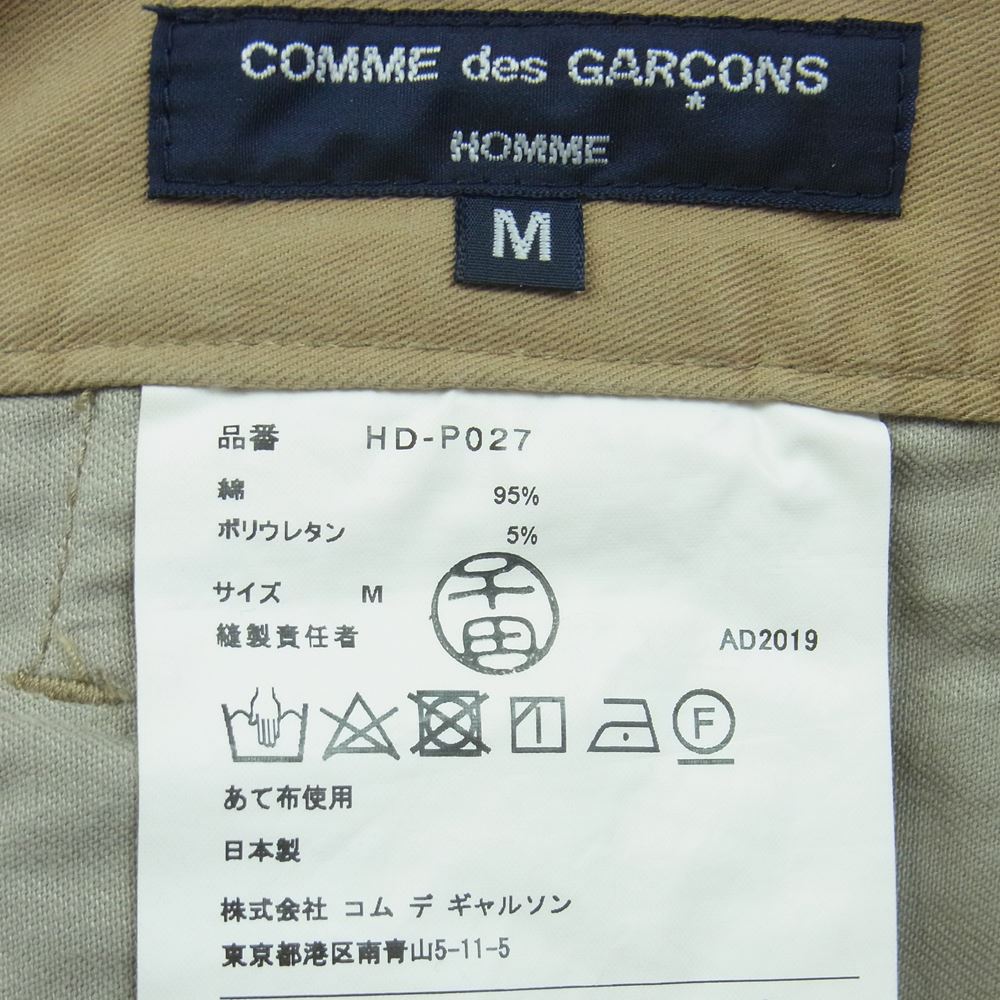 COMME des GARÇONS
HOMME
M
品番 HD-P027
綿 95%
ポリウレタン 5%
サイズ M
縫製責任者 千田 AD2019
F
あて布使用
日本製
株式会社 コム デ ギャルソン
東京都港区南青山5-11-5